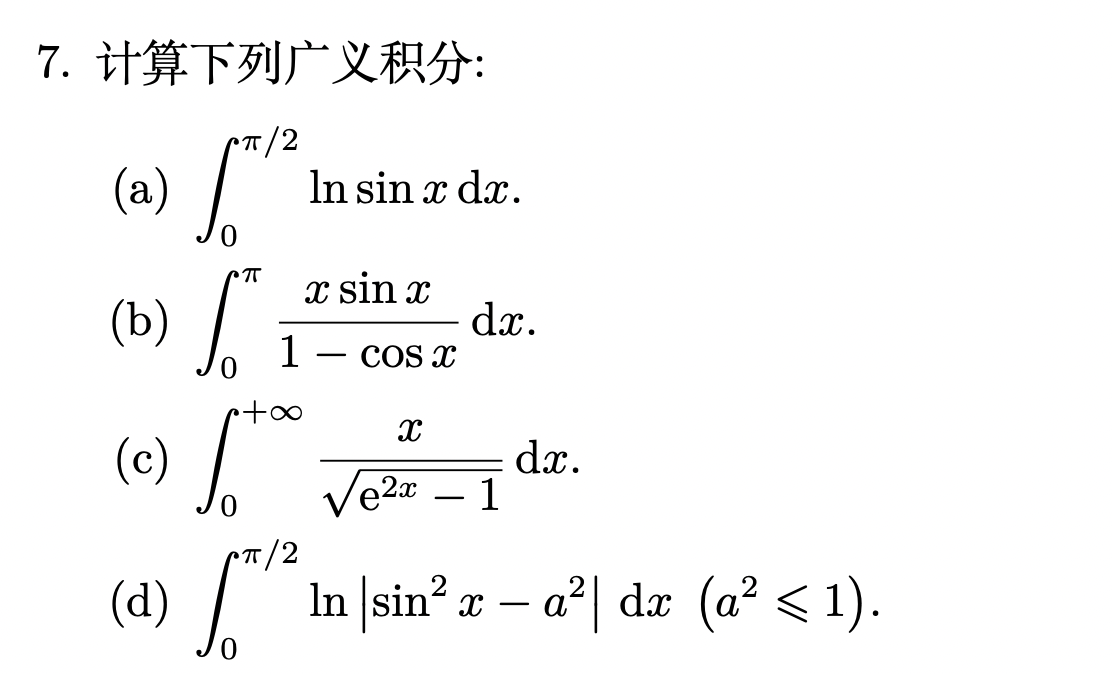 7. 计算下列广义积分:
(a) $\int_0^{\pi/2} \ln \sin x \, \mathrm{d}x.$
(b) $\int_0^{\pi} \frac{x \sin x}{1 - \cos x} \, \mathrm{d}x.$
(c) $\int_0^{+\infty} \frac{x}{\sqrt{\mathrm{e}^{2x} - 1}} \, \mathrm{d}x.$
(d) $\int_0^{\pi/2} \ln \left| \sin^2 x - a^2 \right| \, \mathrm{d}x \ \left( a^2 \leqslant 1 \right).$